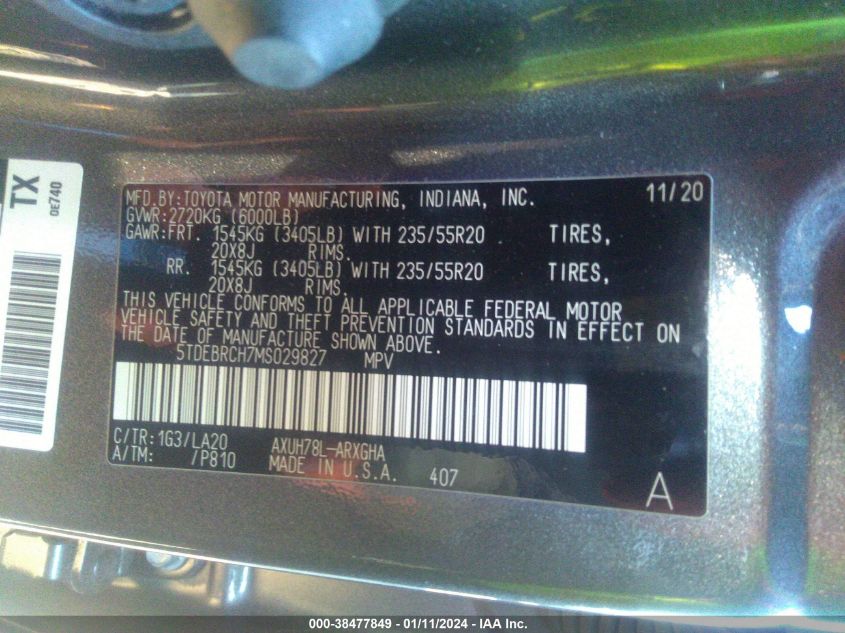 TX
OE740
MFD.BY:TOYOTA MOTOR MANUFACTURING, INDIANA, INC. 11/20
GVWR:2720KG (6000LB)
GAWR:FRT. 1545KG (3405LB) WITH 235/55R20 TIRES,
20X8J RIMS.
RR. 1545KG (3405LB) WITH 235/55R20 TIRES,
20X8J RIMS.
THIS VEHICLE CONFORMS TO ALL APPLICABLE FEDERAL MOTOR
VEHICLE SAFETY AND THEFT PREVENTION STANDARDS IN EFFECT ON
THE DATE OF MANUFACTURE SHOWN ABOVE.
5TDEBRCH7MS029827 MPV
C/TR:1G3/LA20 AXUH78L-ARXGHA
A/TM: /P810 MADE IN U.S.A. 407
A
000-38477849 - 01/11/2024 - IAA Inc.